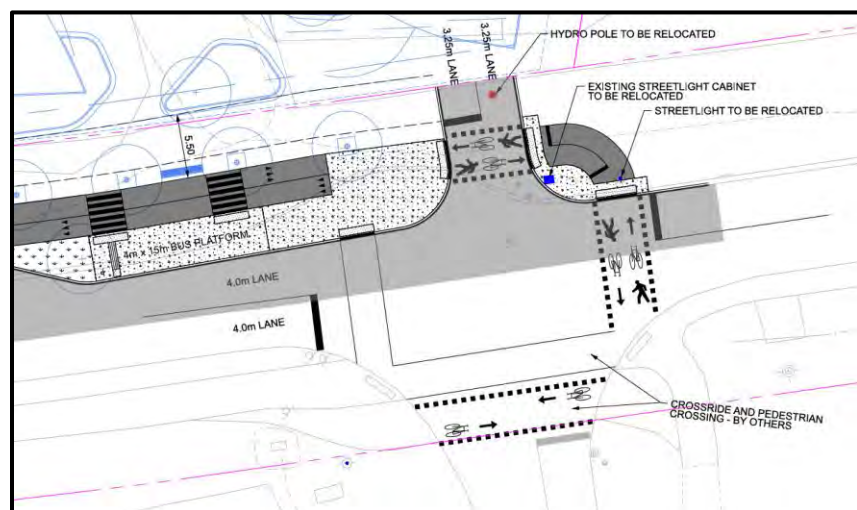 3.25m LANE
3.25m LANE
HYDRO POLE TO BE RELOCATED
EXISTING STREETLIGHT CABINET
TO BE RELOCATED
STREETLIGHT TO BE RELOCATED
5.50
4m x 15m BUS PLATFORM
4.0m LANE
4.0m LANE
CROSSRIDE AND PEDESTRIAN
CROSSING - BY OTHERS